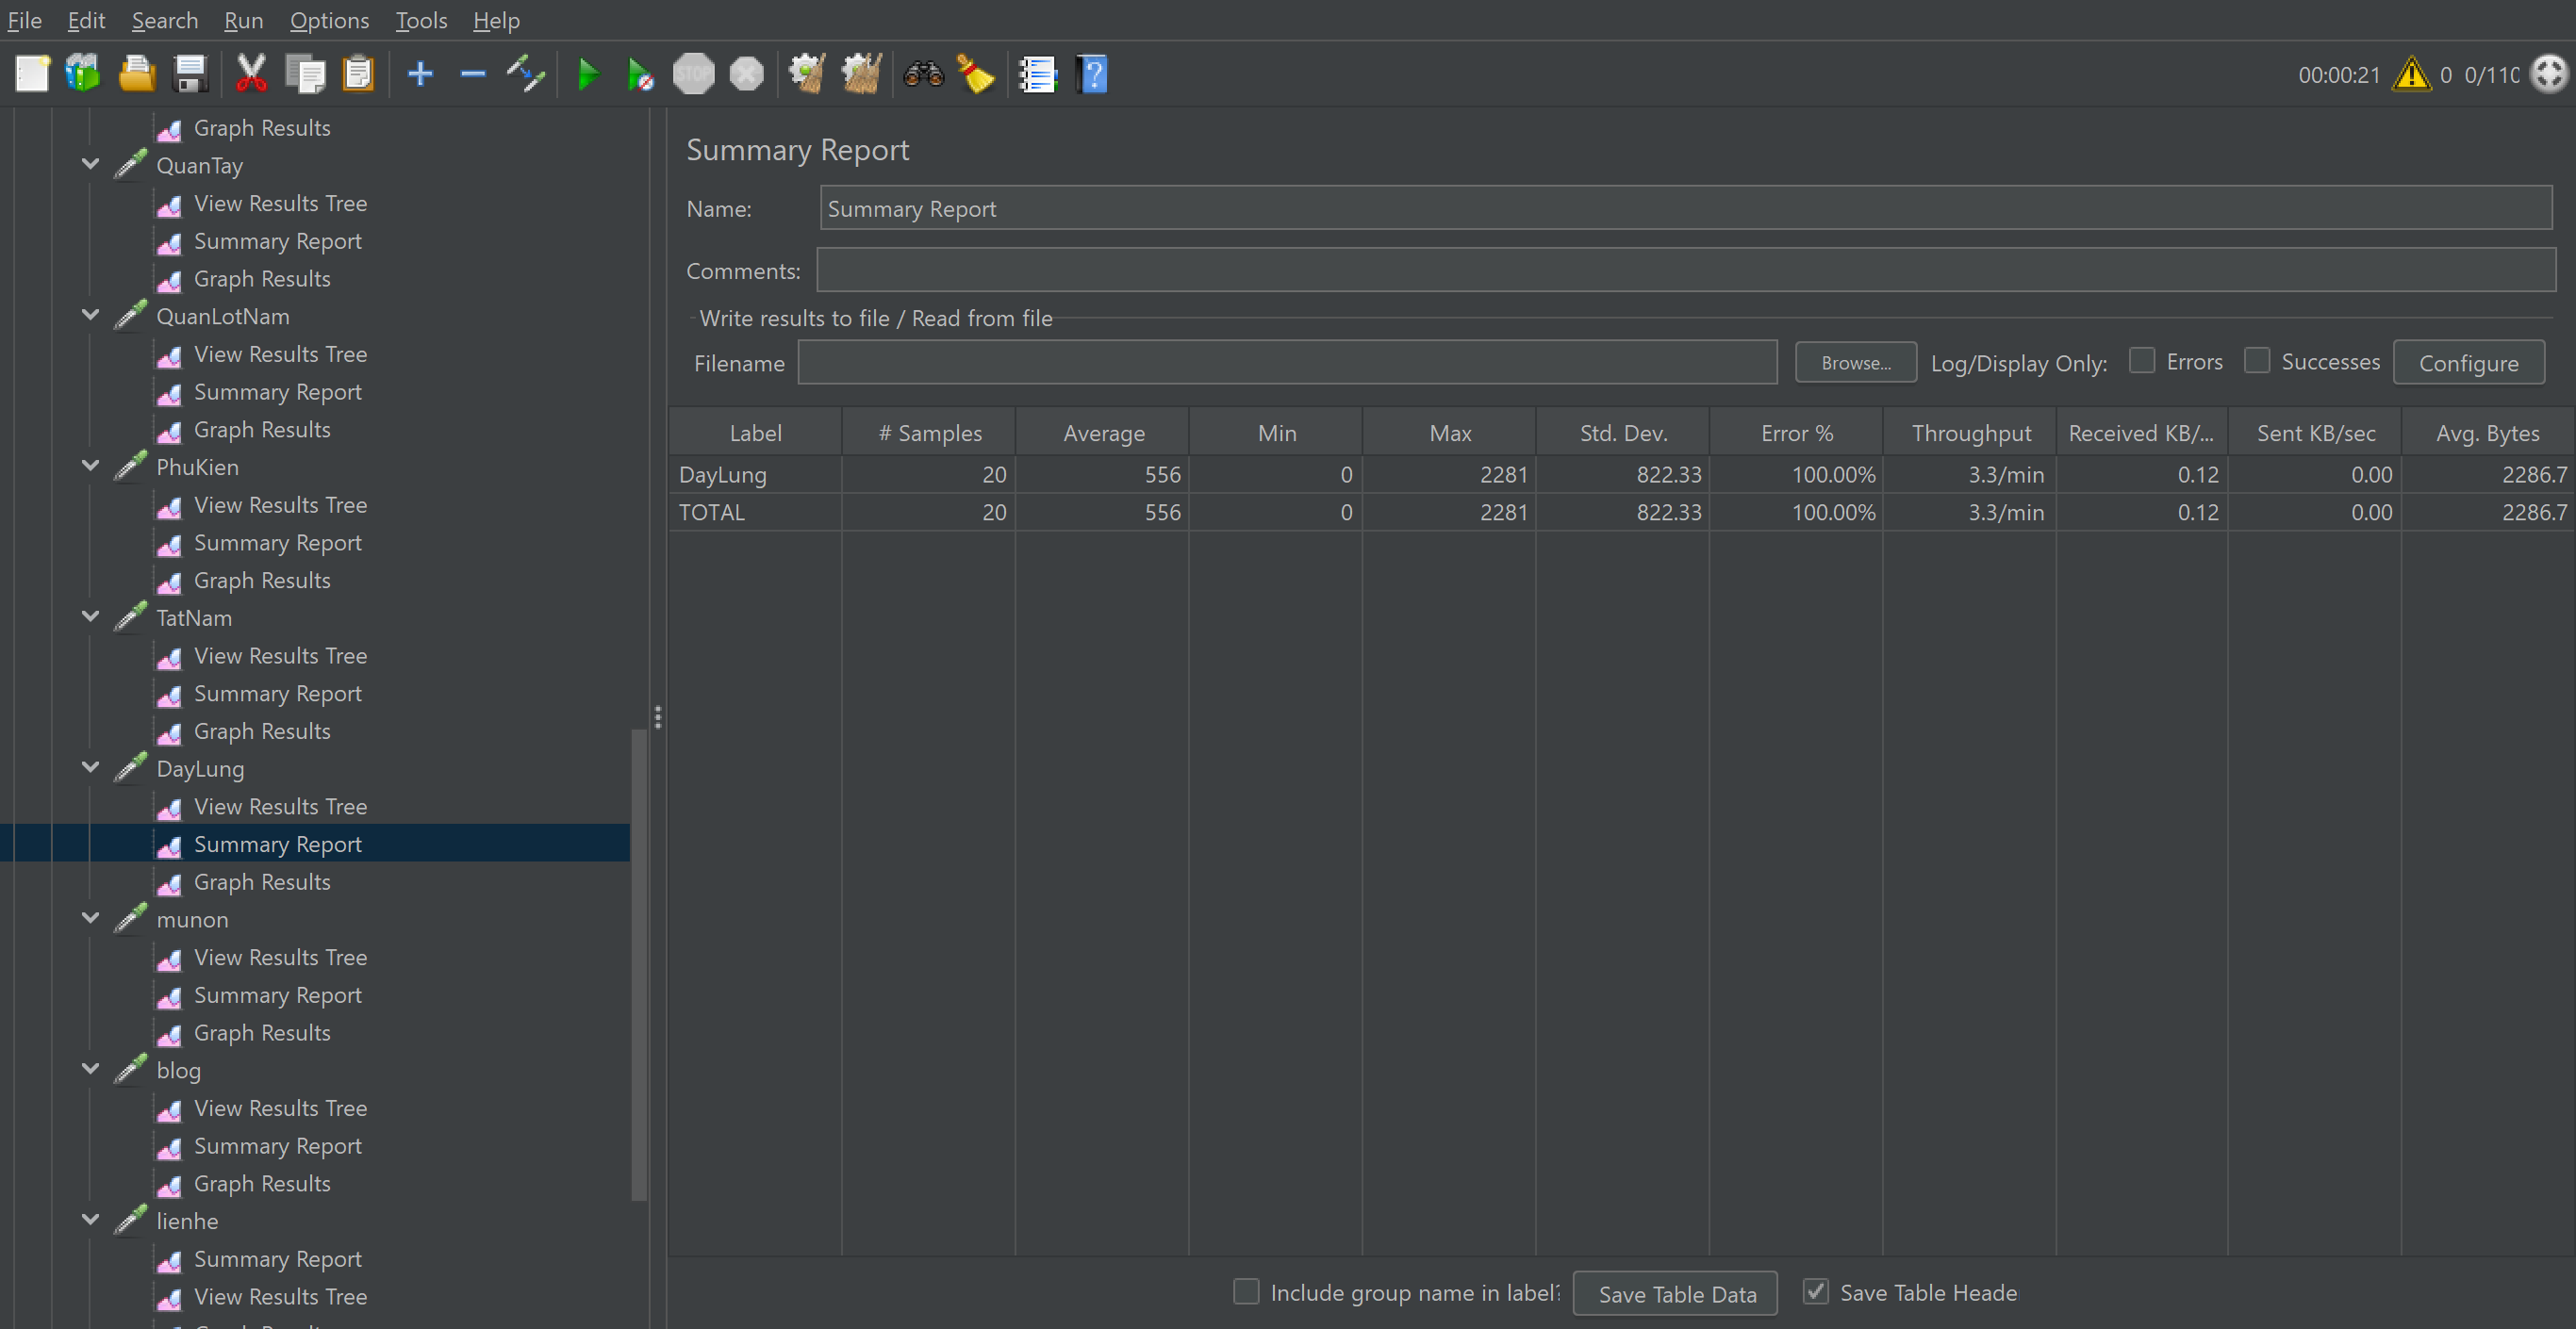 File Edit Search Run Options Tools Help
STOP
00:00:21 0 0/110
Graph Results
QuanTay
View Results Tree
Summary Report
Graph Results
QuanLotNam
View Results Tree
Summary Report
Graph Results
PhuKien
View Results Tree
Summary Report
Graph Results
TatNam
View Results Tree
Summary Report
Graph Results
DayLung
View Results Tree
Summary Report
Graph Results
munon
View Results Tree
Summary Report
Graph Results
blog
View Results Tree
Summary Report
Graph Results
lienhe
Summary Report
View Results Tree
Summary Report
Name: Summary Report
Comments:
Write results to file / Read from file
Filename Browse... Log/Display Only: Errors Successes Configure
Label # Samples Average Min Max Std. Dev. Error % Throughput Received KB/... Sent KB/sec Avg. Bytes
DayLung 20 556 0 2281 822.33 100.00% 3.3/min 0.12 0.00 2286.7
TOTAL 20 556 0 2281 822.33 100.00% 3.3/min 0.12 0.00 2286.7
Include group name in label? Save Table Data Save Table Heade